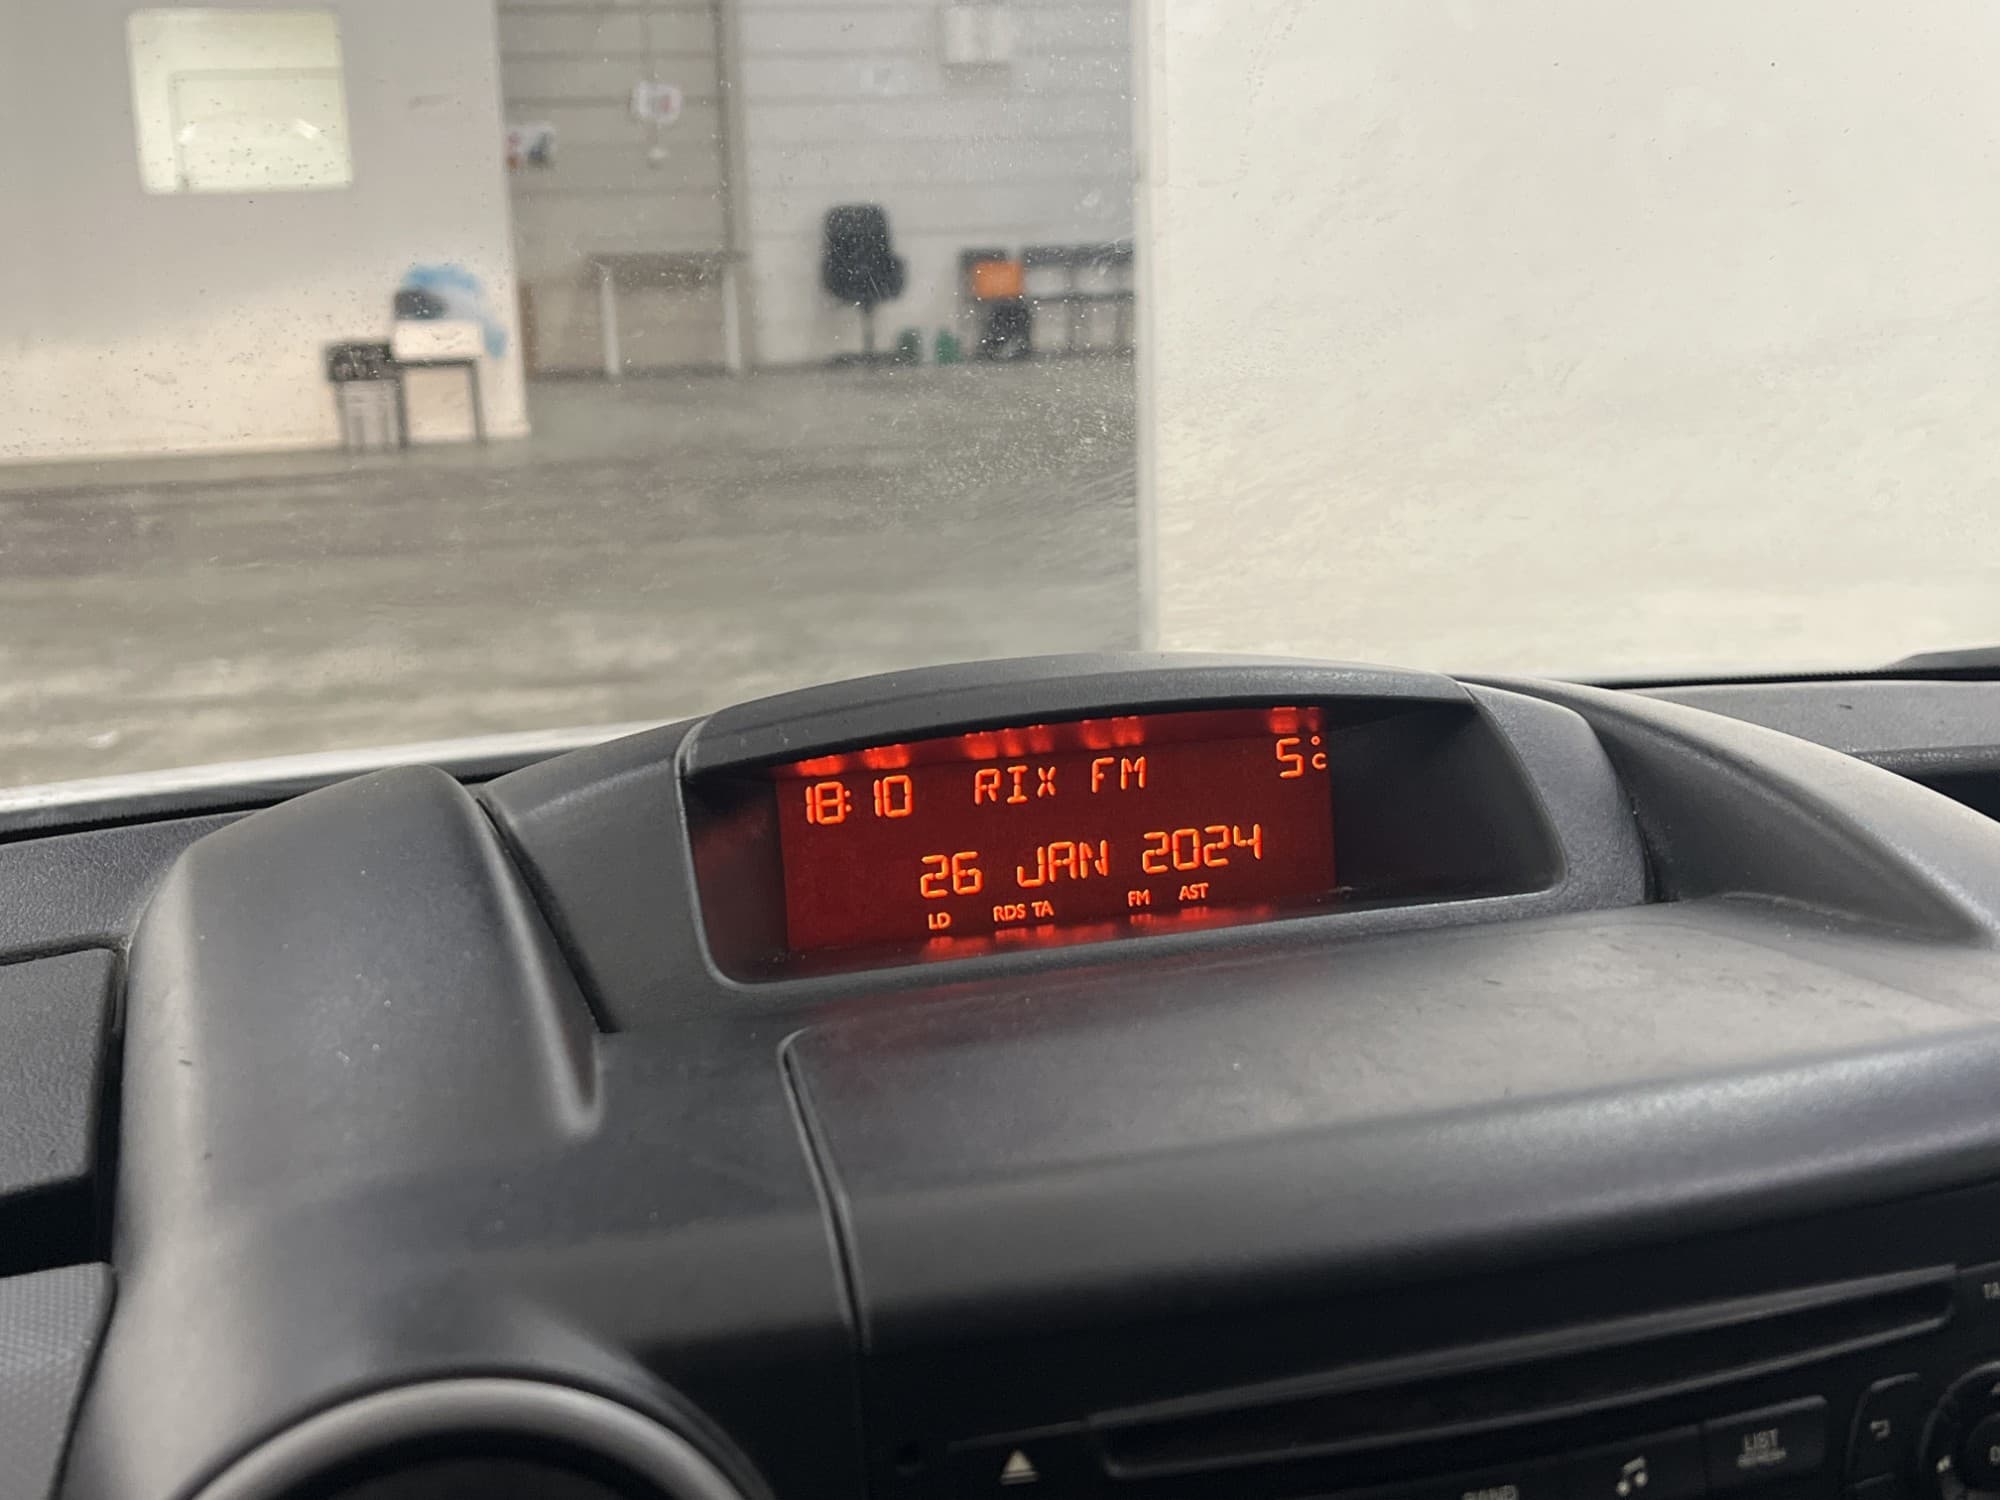 18:10 RIX FM 5°C
26 JAN 2024
LD RDS TA FM AST
LIST